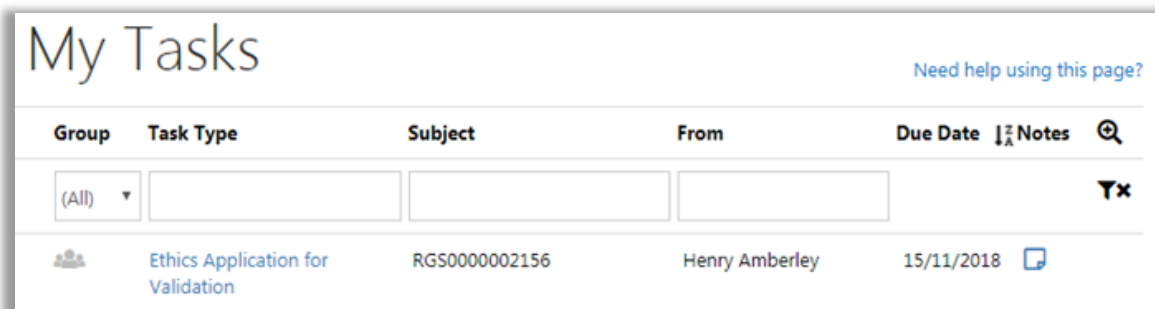 My Tasks
Need help using this page?
Group Task Type Subject From Due Date Notes
(All)
Ethics Application for RGS0000002156 Henry Amberley 15/11/2018
Validation